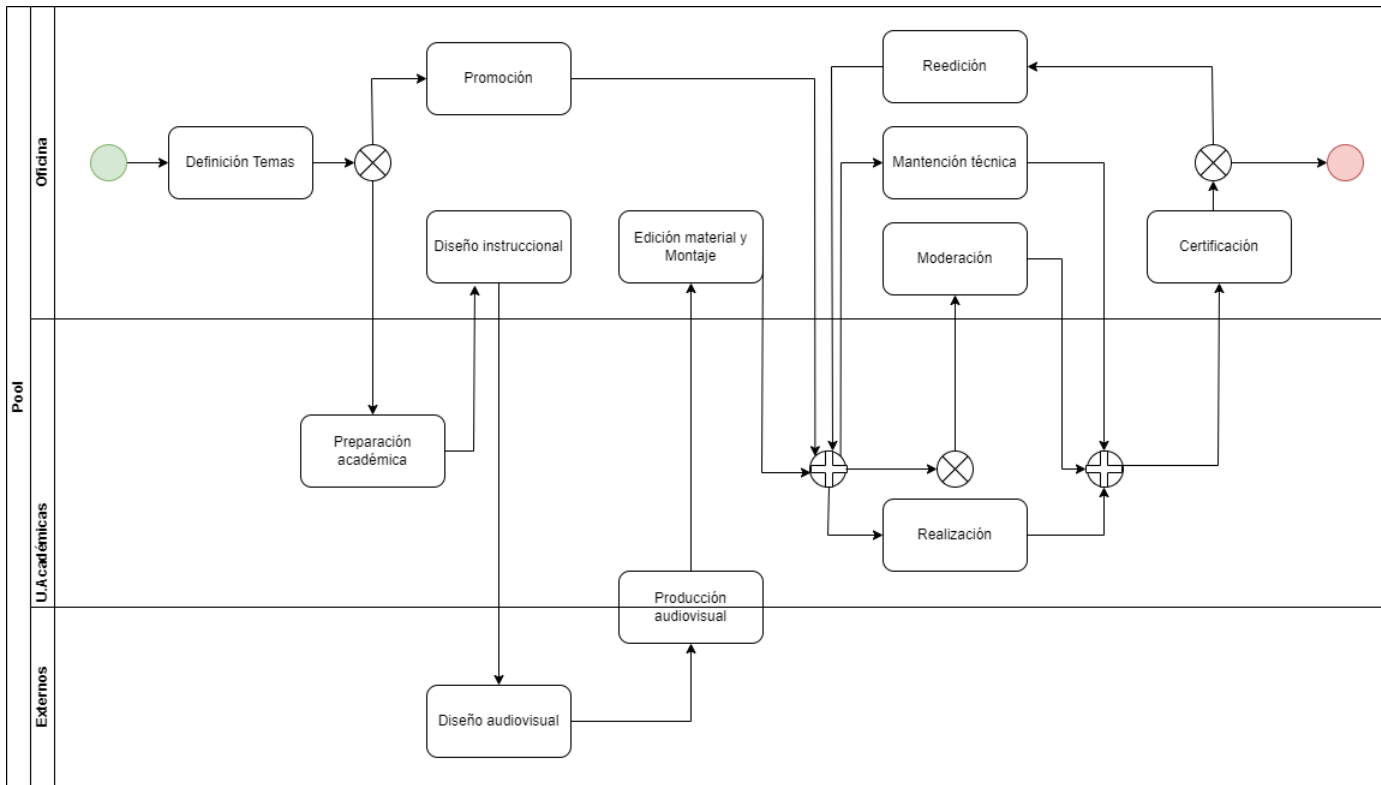 Pool
Oficina
U.Académicas
Externos
Promoción
Reedición
Definición Temas
Mantención técnica
Diseño instruccional
Edición material y
Montaje
Moderación
Certificación
Preparación
académica
Realización
Producción
audiovisual
Diseño audiovisual